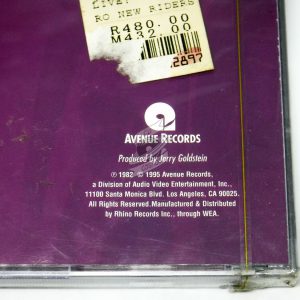 LIVE!
RO NEW RIDERS
R480.00
M432.00
2897
AVENUE RECORDS
Produced by Jerry Goldstein
℗ 1982 © 1995 Avenue Records,
a Division of Audio Video Entertainment, Inc.,
11100 Santa Monica Blvd. Los Angeles, CA 90025.
All Rights Reserved. Manufactured & Distributed
by Rhino Records Inc., through WEA.